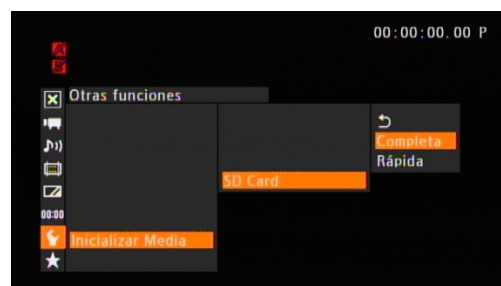 00:00:00.00 P
A
B
Otras funciones
Completa
Rápida
SD Card
00:00
Inicializar Media